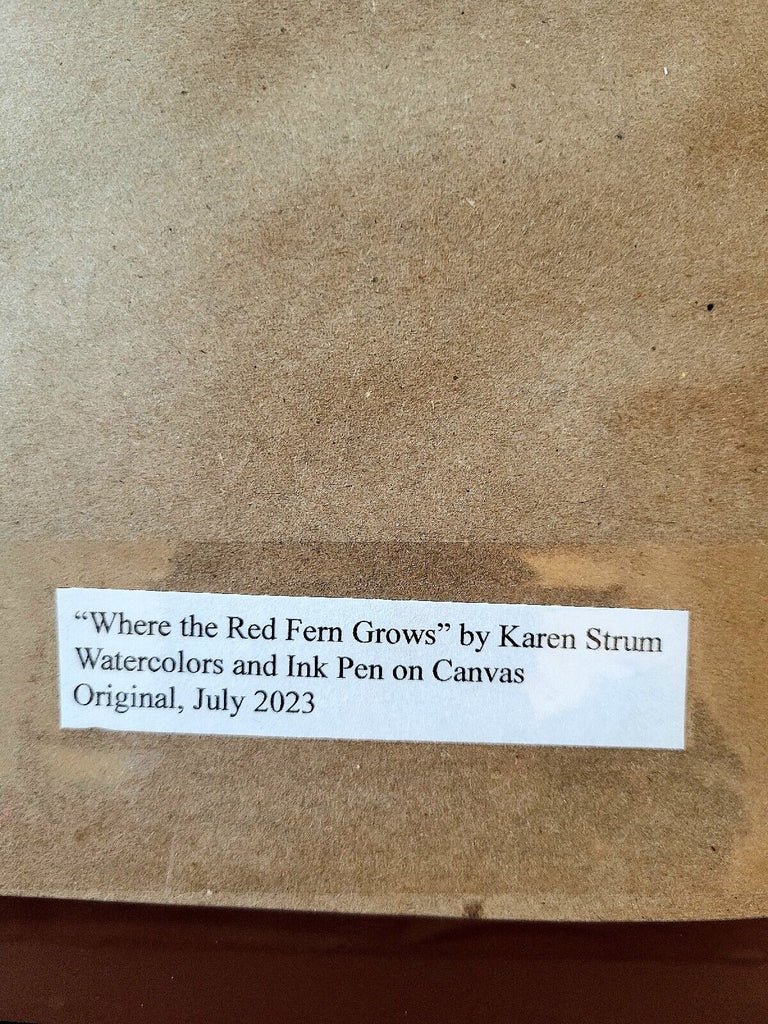 “Where the Red Fern Grows” by Karen Strum
Watercolors and Ink Pen on Canvas
Original, July 2023